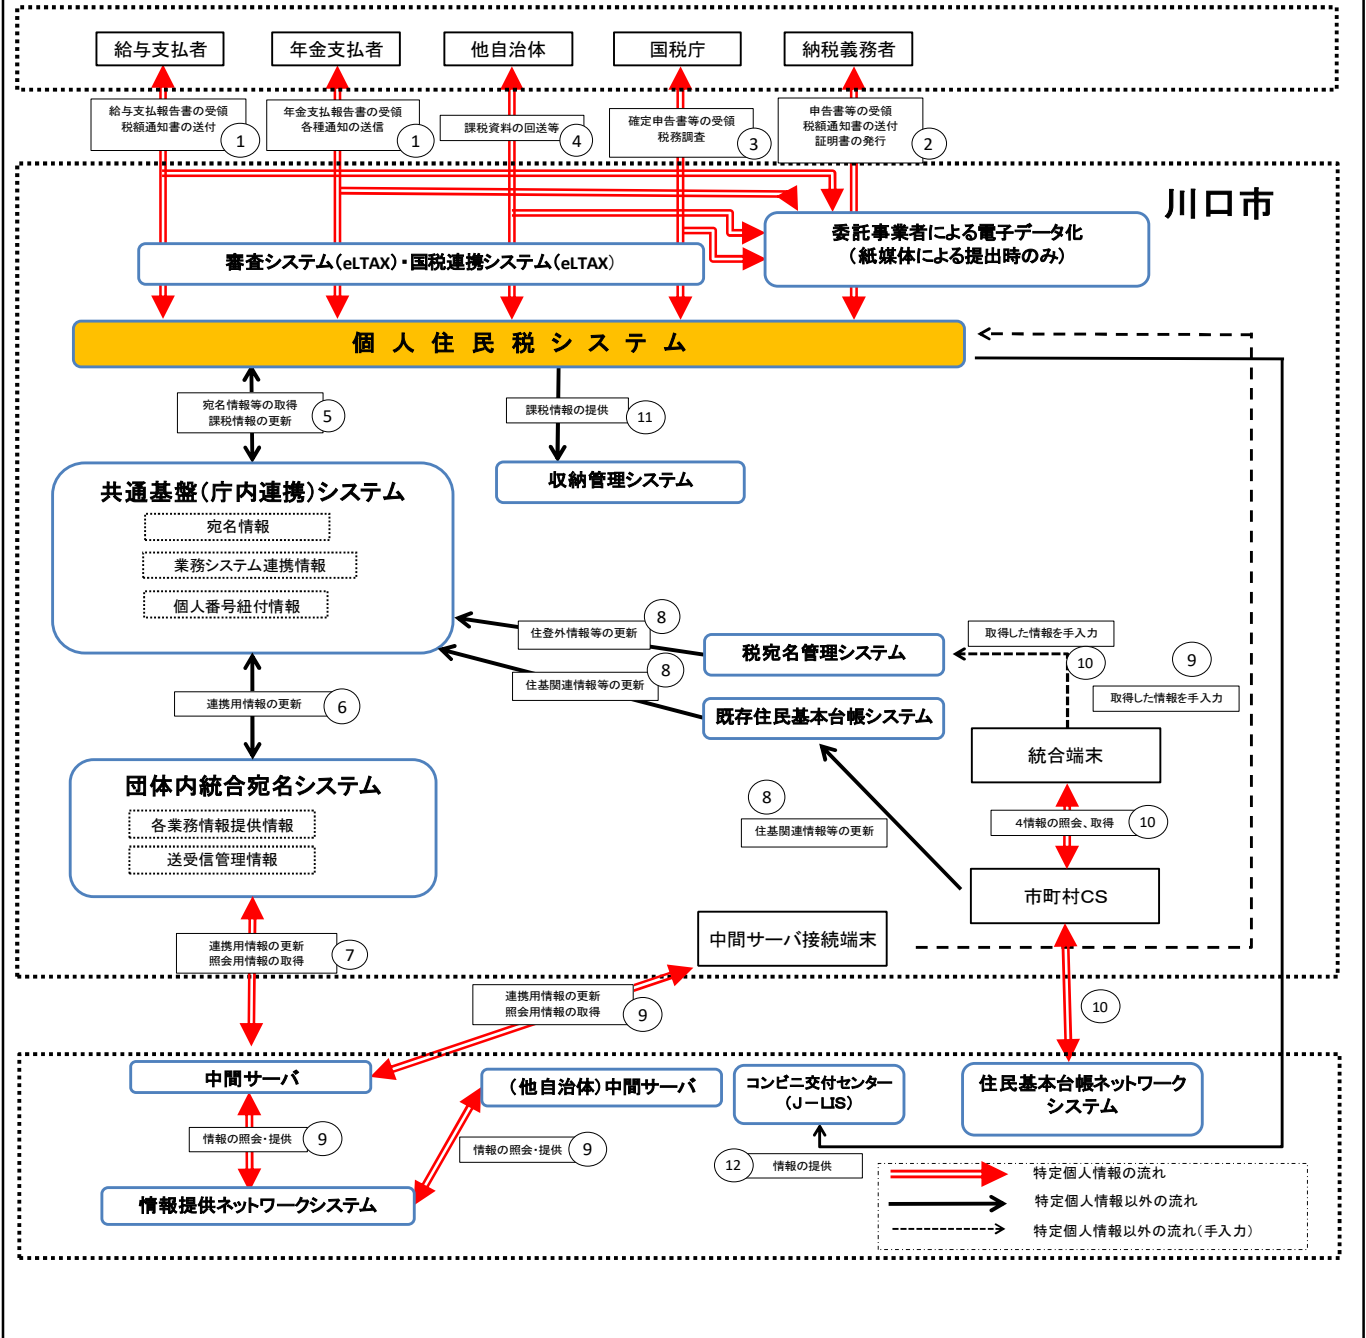 給与支払者
年金支払者
他自治体
国税庁
納税義務者
給与支払報告書の受領
税額通知書の送付
1
年金支払報告書の受領
各種通知の送信
1
課税資料の回送等
4
確定申告書等の受領
税務調査
3
申告書等の受領
税額通知書の送付
証明書の発行
2
川口市
委託事業者による電子データ化
(紙媒体による提出時のみ)
審査システム(eLTAX)・国税連携システム(eLTAX)
個人住民税システム
宛名情報等の取得
課税情報の更新
5
課税情報の提供
11
収納管理システム
共通基盤(庁内連携)システム
宛名情報
業務システム連携情報
個人番号紐付情報
住登外情報等の更新
8
税宛名管理システム
取得した情報を手入力
10
9
取得した情報を手入力
住基関連情報等の更新
8
既存住民基本台帳システム
連携用情報の更新
6
統合端末
団体内統合宛名システム
各業務情報提供情報
送受信管理情報
8
住基関連情報等の更新
4情報の照会、取得
10
市町村CS
中間サーバ接続端末
連携用情報の更新
照会用情報の取得
7
連携用情報の更新
照会用情報の取得
9
10
中間サーバ
(他自治体)中間サーバ
コンビニ交付センター
(J-LIS)
住民基本台帳ネットワーク
システム
情報の照会・提供
9
情報の照会・提供
9
12
情報の提供
情報提供ネットワークシステム
特定個人情報の流れ
特定個人情報以外の流れ
特定個人情報以外の流れ(手入力)